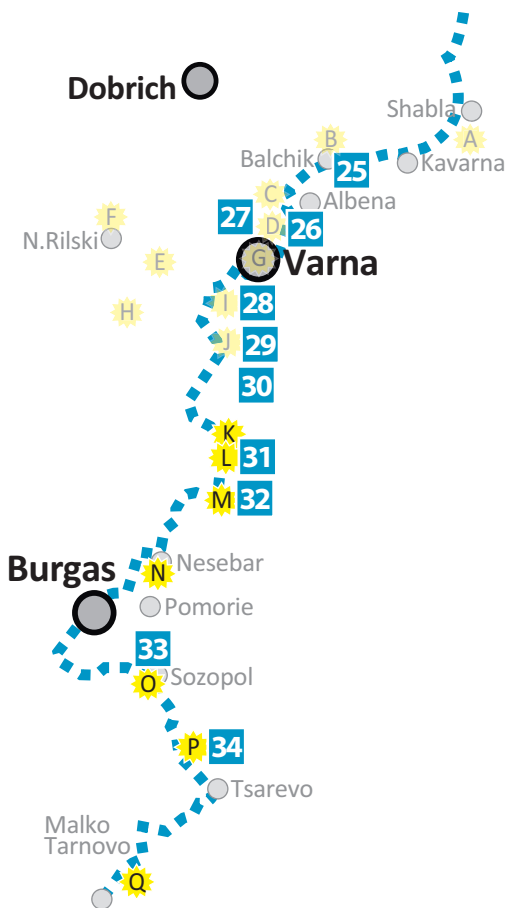 Dobrich
Shabla
A
B
Balchik
25
Kavarna
C
Albena
F
27
D
26
N.Rilski
E
G
Varna
H
I
28
J
29
30
K
L
31
M
32
Burgas
Nesebar
N
Pomorie
33
Sozopol
O
P
34
Tsarevo
Malko
Tarnovo
Q